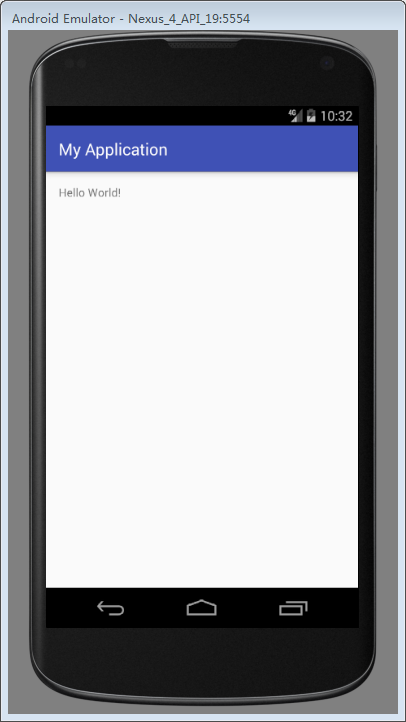 Android Emulator - Nexus_4_API_19:5554
4G 10:32
My Application
Hello World!